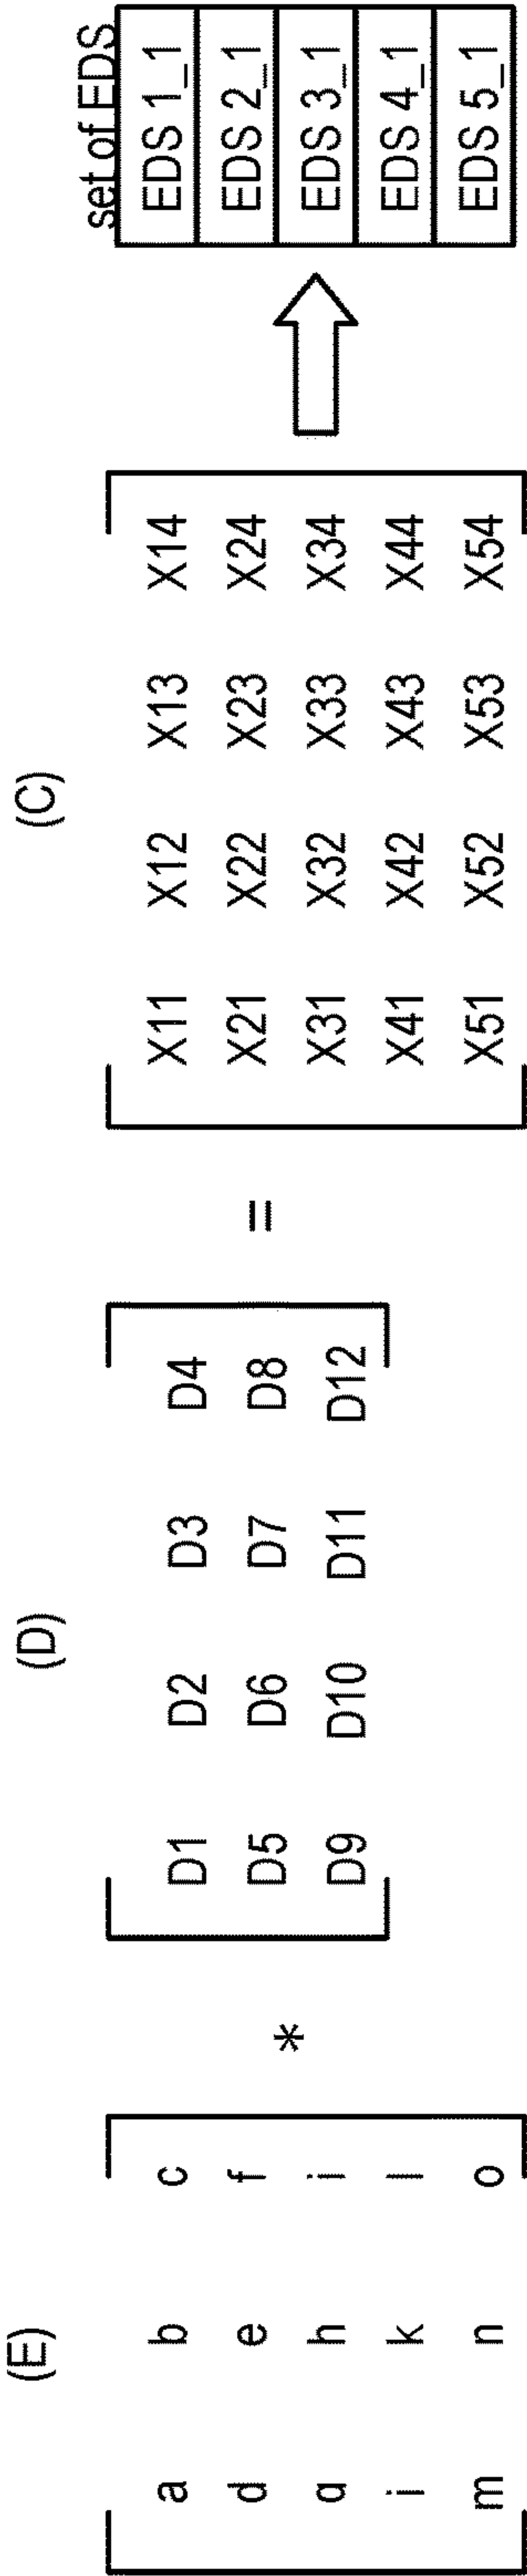 (E)
a b c
d e f
g h i
j k l
m n o
*
(D)
D1 D2 D3 D4
D5 D6 D7 D8
D9 D10 D11 D12
=
(C)
X11 X12 X13 X14
X21 X22 X23 X24
X31 X32 X33 X34
X41 X42 X43 X44
X51 X52 X53 X54
set of EDS
EDS 1_1
EDS 2_1
EDS 3_1
EDS 4_1
EDS 5_1